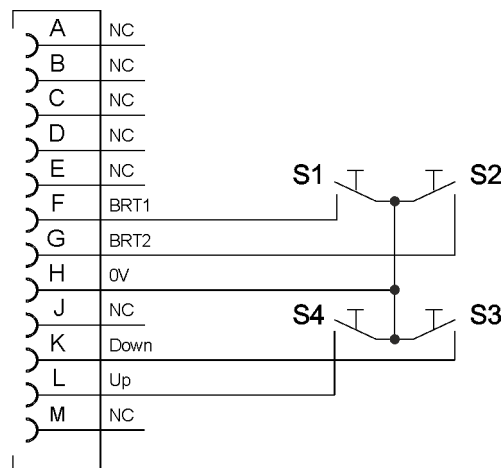 A NC
B NC
C NC
D NC
E NC
S1 S2
F BRT1
G BRT2
H 0V
J NC
S4 S3
K Down
L Up
M NC